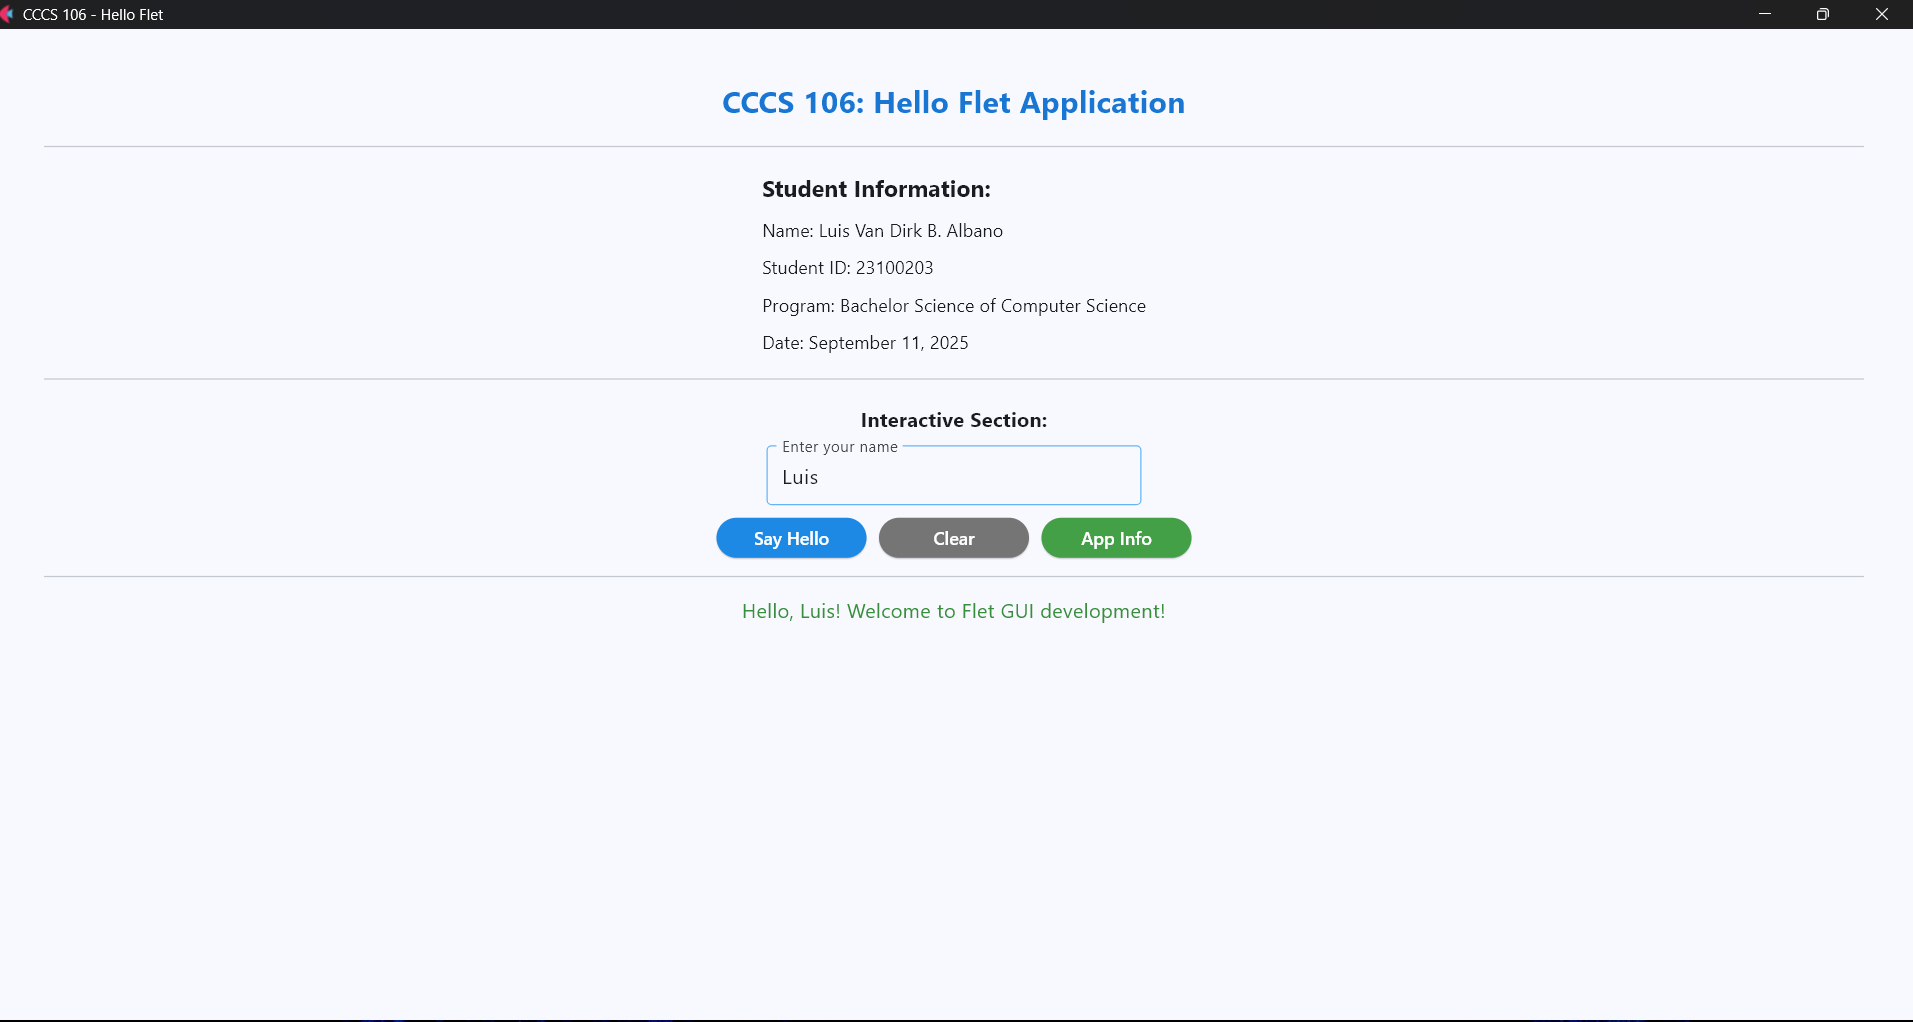 CCCS 106 - Hello Flet
CCCS 106: Hello Flet Application
Student Information:
Name: Luis Van Dirk B. Albano
Student ID: 23100203
Program: Bachelor Science of Computer Science
Date: September 11, 2025
Interactive Section:
Enter your name
Luis
Say Hello Clear App Info
Hello, Luis! Welcome to Flet GUI development!